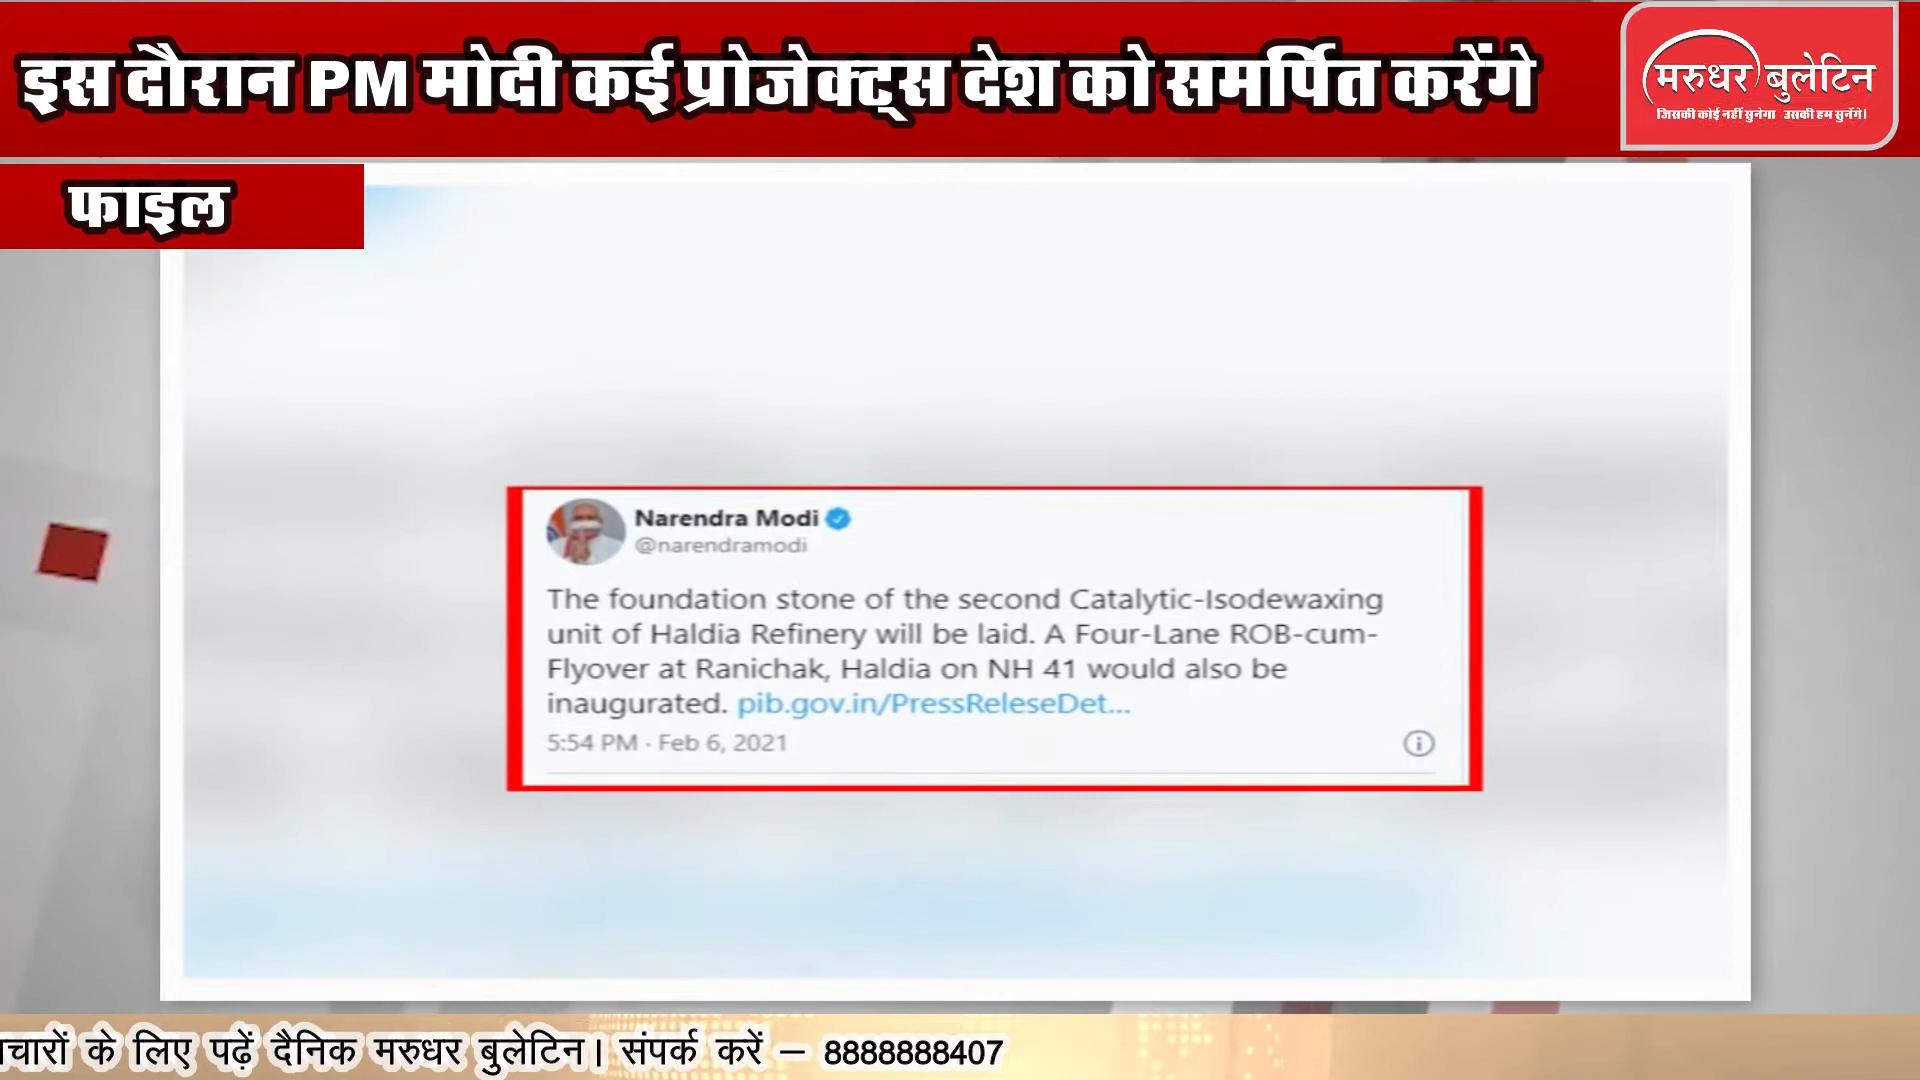 इस दौरान PM मोदी कई प्रोजेक्ट्स देश को समर्पित करेंगे
मरुधर बुलेटिन
जिसकी कोई नहीं सुनेगा उसकी हम सुनेंगे।
फाइल
Narendra Modi
@narendramodi
The foundation stone of the second Catalytic-Isodewaxing
unit of Haldia Refinery will be laid. A Four-Lane ROB-cum-
Flyover at Ranichak, Haldia on NH 41 would also be
inaugurated. pib.gov.in/PressReleseDet...
5:54 PM · Feb 6, 2021
के लिए पढ़ें दैनिक मरुधर बुलेटिन। संपर्क करें – 8888888407